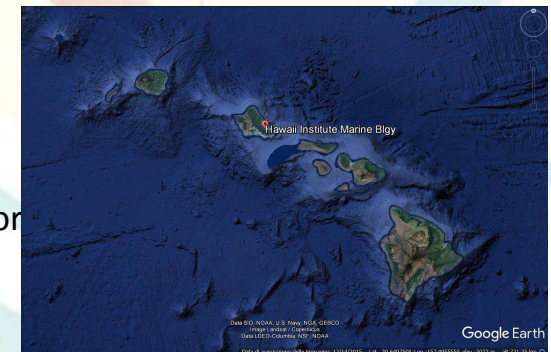 Hawaii Institute Marine Blgy
or
Data SIO, NOAA, U.S. Navy, NGA, GEBCO
Image Landsat / Copernicus
Data LDEO-Columbia, NSF, NOAA
Google Earth